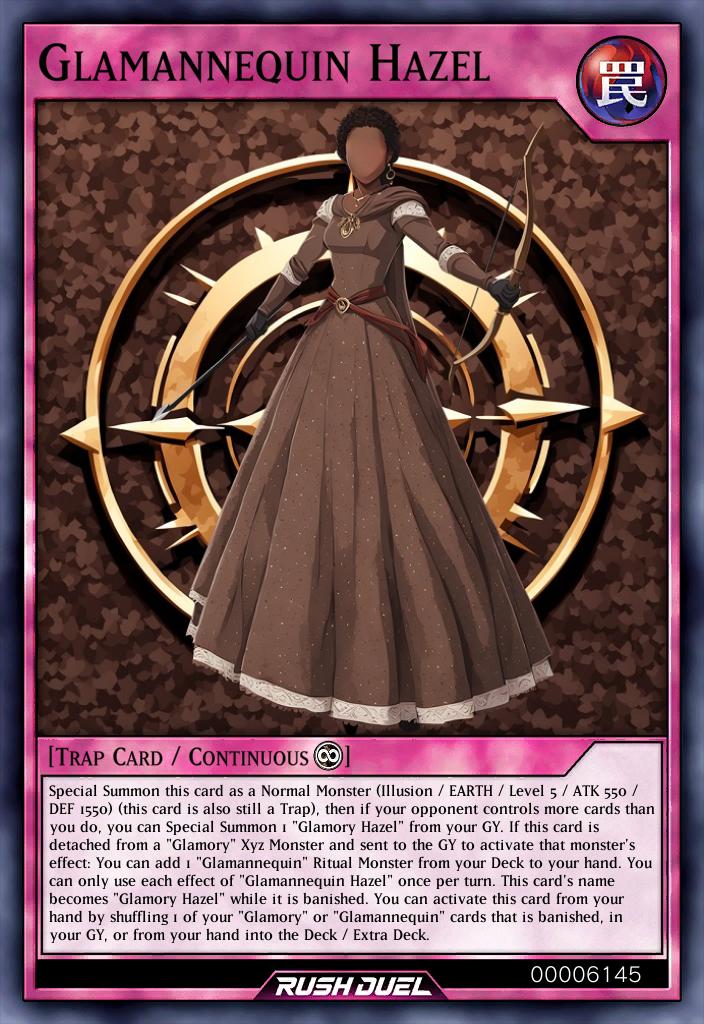 Glamannequin Hazel
罠
[Trap Card / Continuous ∞]
Special Summon this card as a Normal Monster (Illusion / EARTH / Level 5 / ATK 550 /
DEF 1550) (this card is also still a Trap), then if your opponent controls more cards than
you do, you can Special Summon 1 "Glamory Hazel" from your GY. If this card is
detached from a "Glamory" Xyz Monster and sent to the GY to activate that monster's
effect: You can add 1 "Glamannequin" Ritual Monster from your Deck to your hand. You
can only use each effect of "Glamannequin Hazel" once per turn. This card's name
becomes "Glamory Hazel" while it is banished. You can activate this card from your
hand by shuffling 1 of your "Glamory" or "Glamannequin" cards that is banished, in
your GY, or from your hand into the Deck / Extra Deck.
00006145
RUSH DUEL